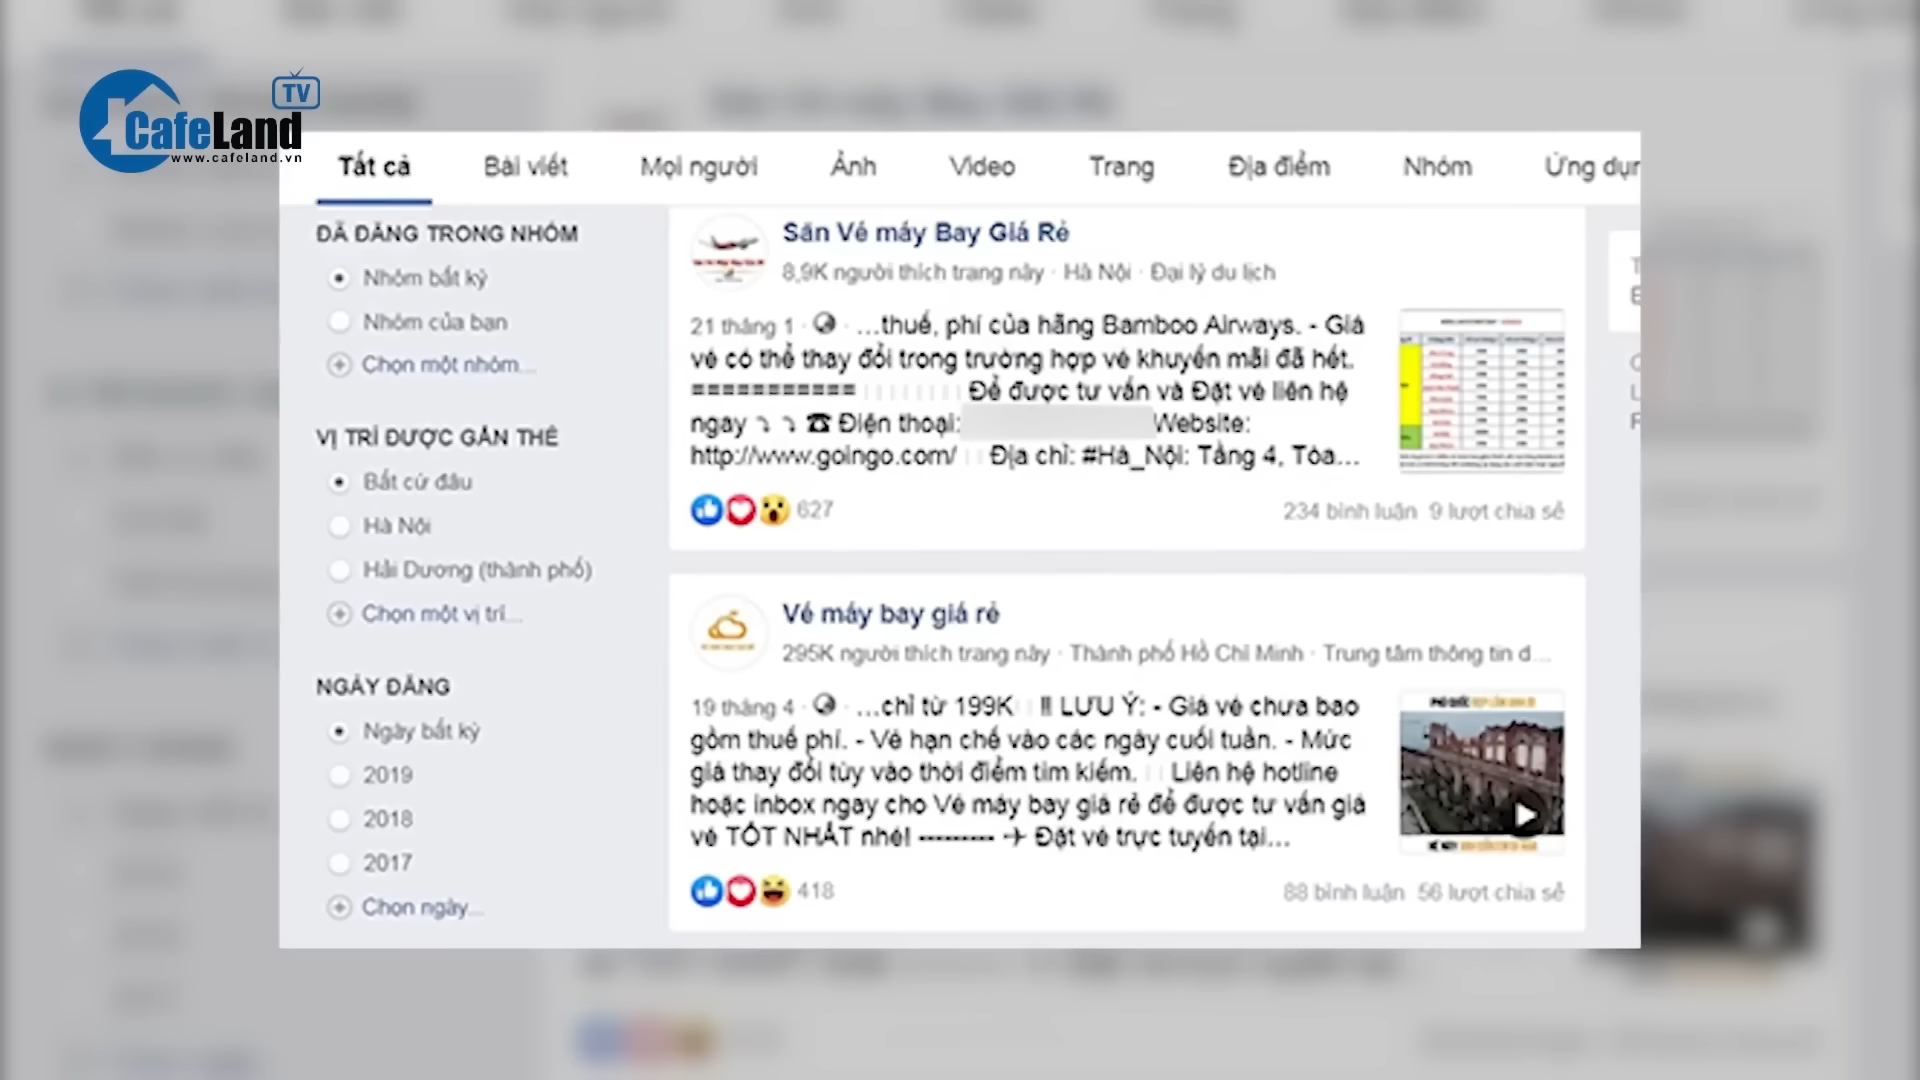 TV
CafeLand
www.cafeland.vn
Tất cả Bài viết Mọi người Ảnh Video Trang Địa điểm Nhóm Ứng dụn
ĐÃ ĐĂNG TRONG NHÓM
Nhóm bất kỳ
Nhóm của bạn
Chọn một nhóm...
VỊ TRÍ ĐƯỢC GẮN THẺ
Bất cứ đâu
Hà Nội
Hải Dương (thành phố)
Chọn một vị trí...
NGÀY ĐĂNG
Ngày bất kỳ
2019
2018
2017
Chọn ngày...
Săn Vé máy Bay Giá Rẻ
8,9K người thích trang này · Hà Nội · Đại lý du lịch
21 tháng 1 · ...thuế, phí của hãng Bamboo Airways. - Giá
vé có thể thay đổi trong trường hợp vé khuyến mãi đã hết.
=========== Để được tư vấn và Đặt vé liên hệ
ngay ⤵ ⤵ ☎ Điện thoại: Website:
http://www.goingo.com/ Địa chỉ: #Hà_Nội: Tầng 4, Tòa...
627
234 bình luận 9 lượt chia sẻ
Vé máy bay giá rẻ
295K người thích trang này · Thành phố Hồ Chí Minh · Trung tâm thông tin d...
19 tháng 4 · ...chỉ từ 199K ‼ LƯU Ý: - Giá vé chưa bao
gồm thuế phí. - Vé hạn chế vào các ngày cuối tuần. - Mức
giá thay đổi tùy vào thời điểm tìm kiếm. Liên hệ hotline
hoặc inbox ngay cho Vé máy bay giá rẻ để được tư vấn giá
vé TỐT NHẤT nhé! --------- ✈ Đặt vé trực tuyến tại...
418
88 bình luận 56 lượt chia sẻ